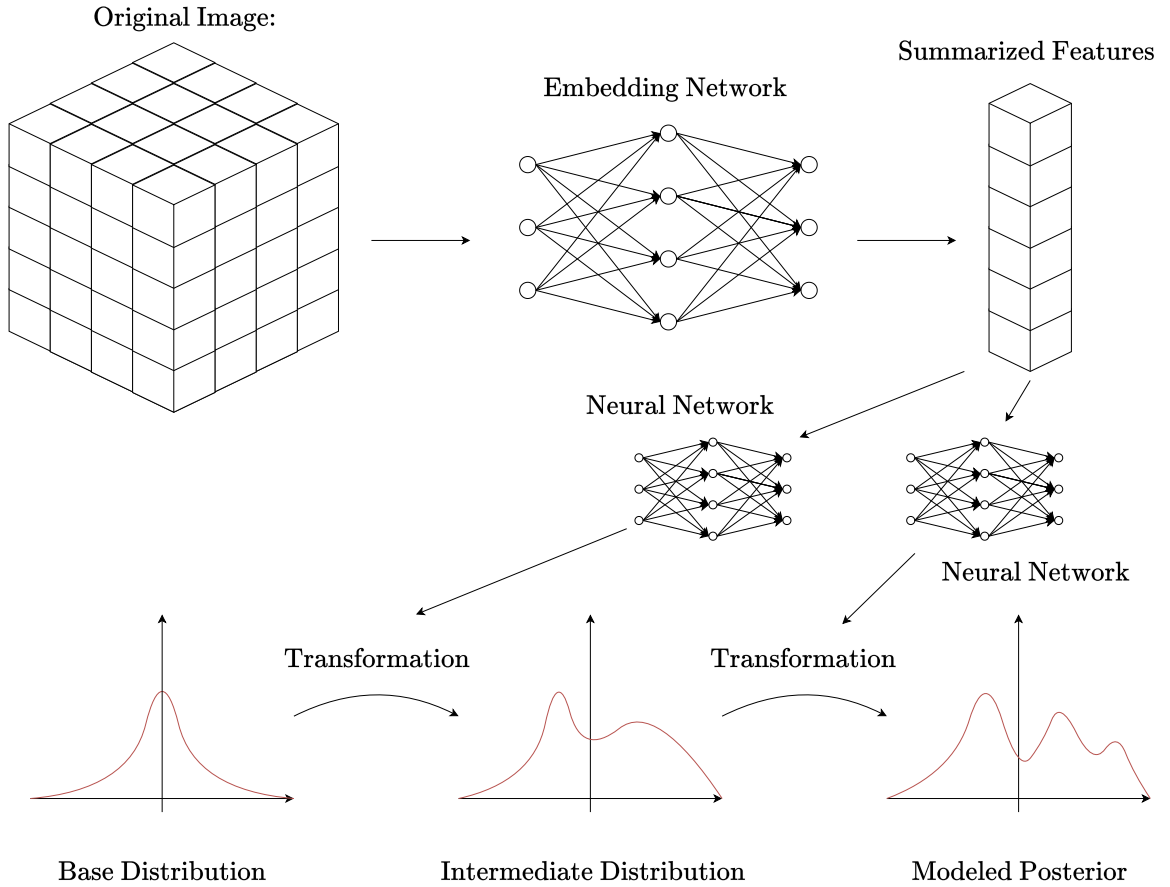 Original Image:
Summarized Features
Embedding Network
Neural Network
Neural Network
Transformation
Transformation
Base Distribution
Intermediate Distribution
Modeled Posterior